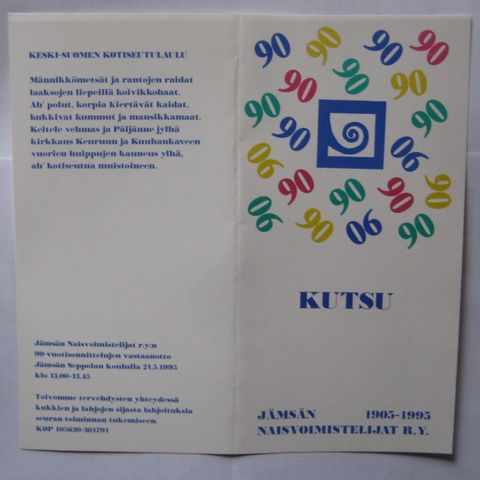 KESKI-SUOMEN KOTISEUTULAULU
Männikkömetsät ja rantojen raidat
laaksojen liepeillä koivikkohaat.
Ah' polut, korpia kiertävät kaidat,
kukkivat kummut ja mansikkamaat.
Keitele vehmas ja Päijänne jylhä
kirkkaus Keuruun ja Kuuhankaveen
vuorien huippujen kauneus ylhä,
ah' kotiseutua muistoineen.
Jämsän Naisvoimistelijat r.y:n
90-vuotisonnittelujen vastaanotto
Jämsän Seppolan koululla 21.5.1995
klo 13.00-13.45
Toivomme tervehdysten yhteydessä
kukkien ja lahjojen sijasta lahjoituksia
seuran toiminnan tukemiseen.
KOP 105630-301791
90 90 90
90 90 90
90 90
90 90
90 90
90 90 90
90 90 90
KUTSU
JÄMSÄN 1905-1995
NAISVOIMISTELIJAT R.Y.